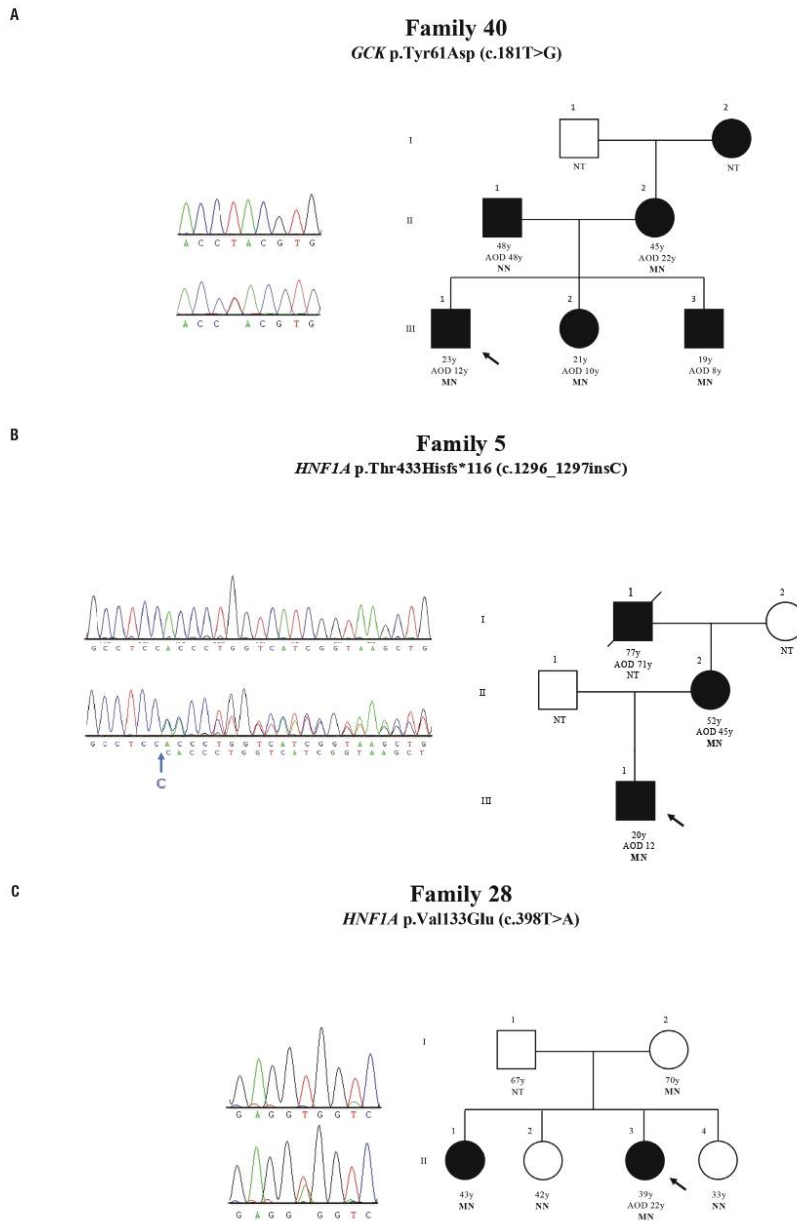 A
Family 40
GCK p.Tyr61Asp (c.181T>G)
I
1
NT
2
NT
II
1
48y
AOD 48y
NN
2
45y
AOD 22y
MN
A C C T A C G T G
A C C A C G T G
III
1
23y
AOD 12y
MN
2
21y
AOD 10y
MN
3
19y
AOD 8y
MN
B
Family 5
HNF1A p.Thr433Hisfs*116 (c.1296_1297insC)
G C C T C C A C C C T G G T C A T C G G T A A G C T G
I
1
77y
AOD 71y
NT
2
NT
II
1
NT
2
52y
AOD 45y
MN
G C C T C C A C C C T G G T C A T C G G T A A G C T G
C A C C C T G G T C A T C G G T A A G C T
C
III
1
20y
AOD 12
MN
C
Family 28
HNF1A p.Val133Glu (c.398T>A)
I
1
67y
NT
2
70y
MN
G A G G T G G T C
G A G G G T C
II
1
43y
MN
2
42y
NN
3
39y
AOD 22y
MN
4
33y
NN